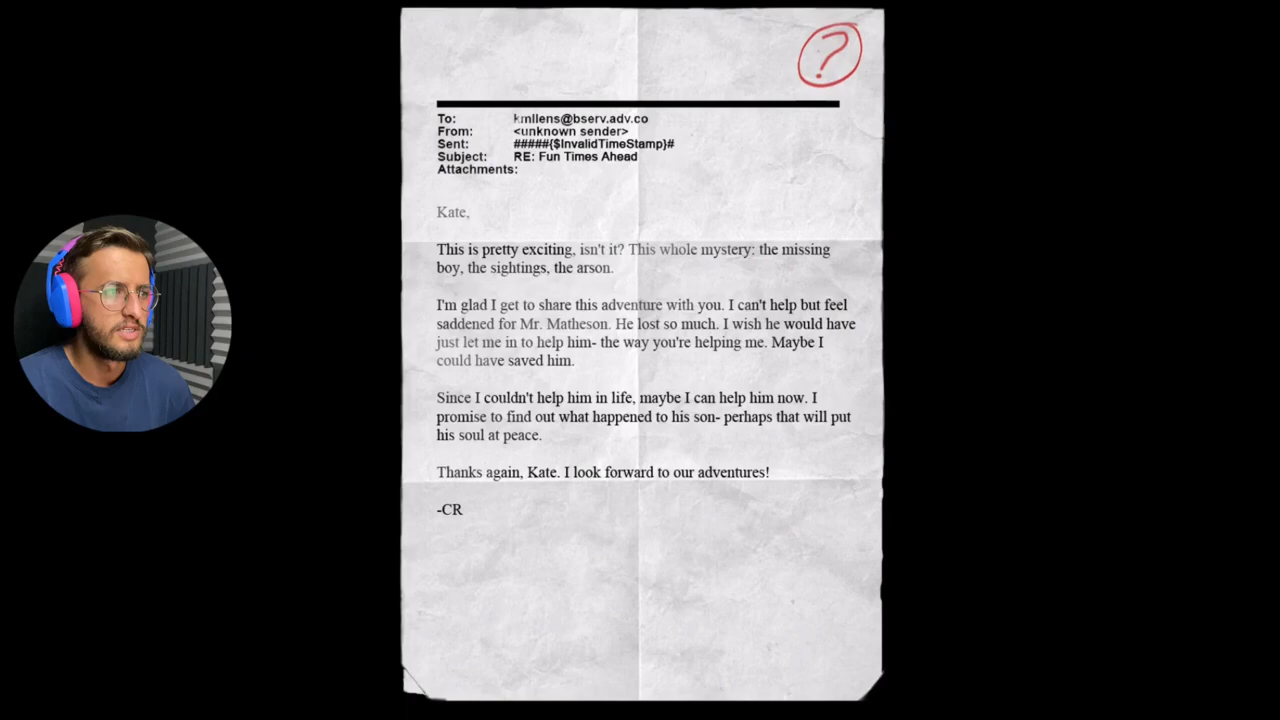 ?
To: kmllens@bserv.adv.co
From: <unknown sender>
Sent: #####{$InvalidTimeStamp}#
Subject: RE: Fun Times Ahead
Attachments:
Kate,
This is pretty exciting, isn't it? This whole mystery: the missing
boy, the sightings, the arson.
I'm glad I get to share this adventure with you. I can't help but feel
saddened for Mr. Matheson. He lost so much. I wish he would have
just let me in to help him- the way you're helping me. Maybe I
could have saved him.
Since I couldn't help him in life, maybe I can help him now. I
promise to find out what happened to his son- perhaps that will put
his soul at peace.
Thanks again, Kate. I look forward to our adventures!
-CR